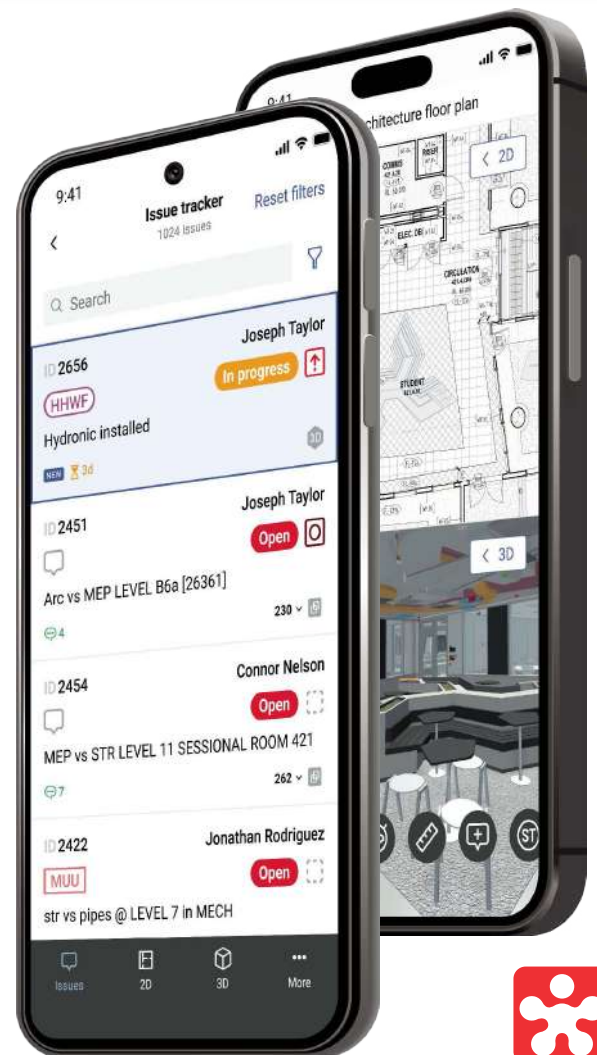 9:41
Issue tracker
Reset filters
1024 Issues
Search
ID 2656
Joseph Taylor
HHWF
In progress
Hydronic installed
3D
NEW
3d
ID 2451
Joseph Taylor
Open
Arc vs MEP LEVEL B6a [26361]
4
230
ID 2454
Connor Nelson
Open
MEP vs STR LEVEL 11 SESSIONAL ROOM 421
7
262
ID 2422
Jonathan Rodriguez
MUU
Open
str vs pipes @ LEVEL 7 in MECH
Issues
2D
3D
More
9:41
chitecture floor plan
2D
COMMS
RISER
ELEC. DB
CIRCULATION
STUDENT
3D
ST